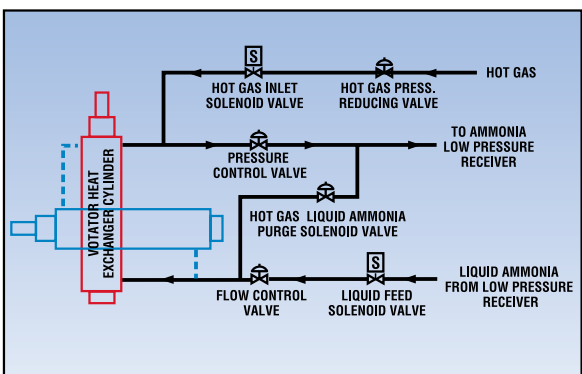 S
HOT GAS INLET
SOLENOID VALVE
HOT GAS PRESS.
REDUCING VALVE
HOT GAS
PRESSURE
CONTROL VALVE
TO AMMONIA
LOW PRESSURE
RECEIVER
VOTATOR HEAT
EXCHANGER CYLINDER
HOT GAS LIQUID AMMONIA
PURGE SOLENOID VALVE
S
FLOW CONTROL
VALVE
LIQUID FEED
SOLENOID VALVE
LIQUID AMMONIA
FROM LOW PRESSURE
RECEIVER